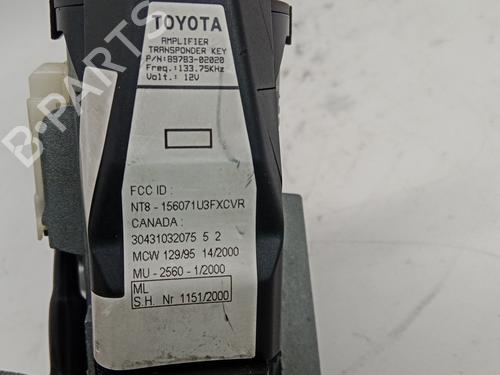 TOYOTA
AMPLIFIER
TRANSPONDER KEY
P/N:89783-02020
Freq.:133.75KHz
Volt.: 12V
FCC ID :
NT8 - 156071U3FXCVR
CANADA :
30431032075 5 2
MCW 129/95 14/2000
MU - 2560 - 1/2000
ML
S.H. Nr 1151/2000
B-PARTS